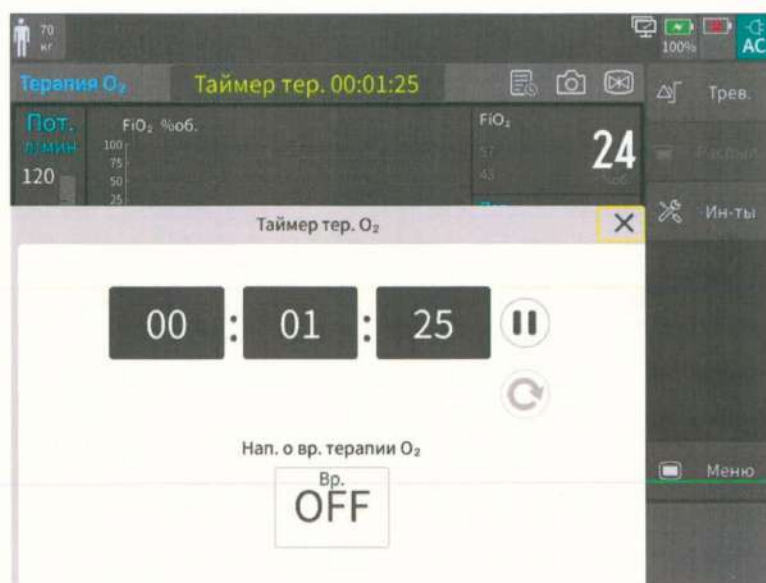 70
кг
100%
AC
Терапия O₂
Таймер тер. 00:01:25
Трев.
Пот.
л/мин
120
FiO₂ %об.
100
75
50
25
FiO₂
57
43
24
%об.
Ин-ты
Таймер тер. O₂
00 : 01 : 25
Нап. о вр. терапии O₂
Вр.
OFF
Меню